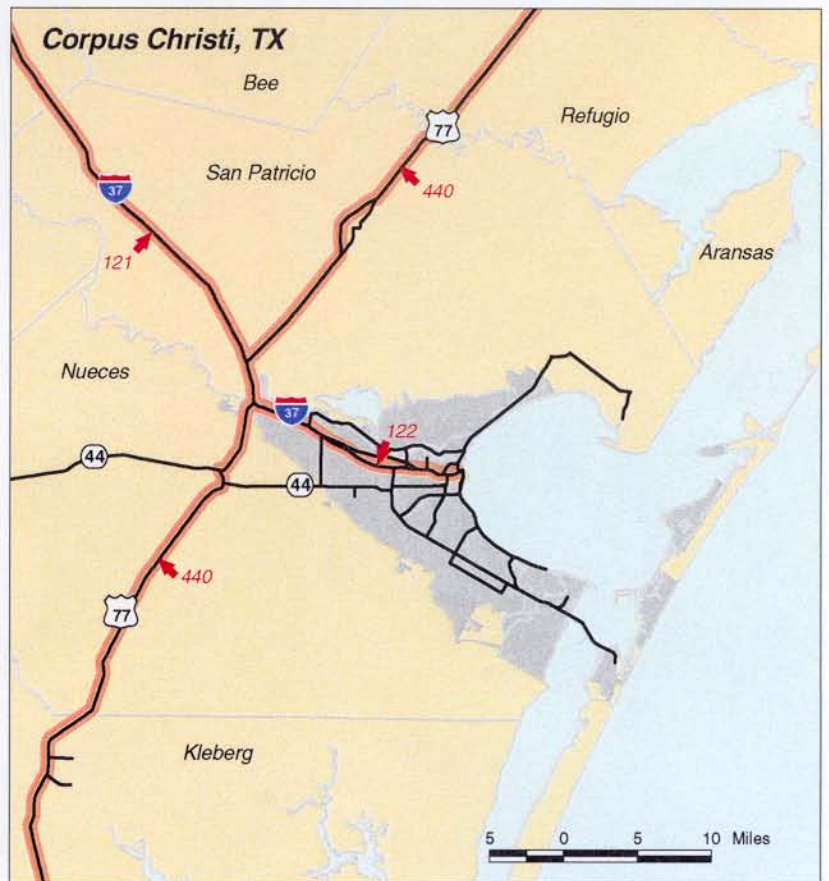 Corpus Christi, TX
Bee
Refugio
77
San Patricio
440
37
Aransas
121
Nueces
37
122
44
44
440
77
Kleberg
5 0 5 10 Miles